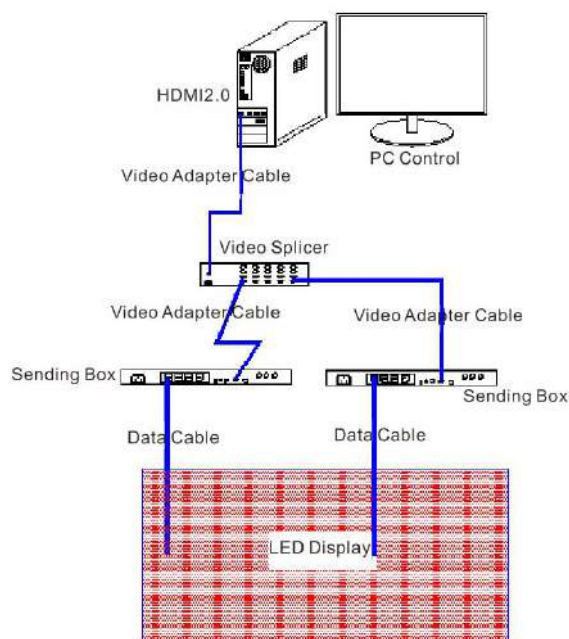 HDMI2.0
PC Control
Video Adapter Cable
Video Splicer
Video Adapter Cable
Video Adapter Cable
Sending Box
Sending Box
Data Cable
Data Cable
LED Display